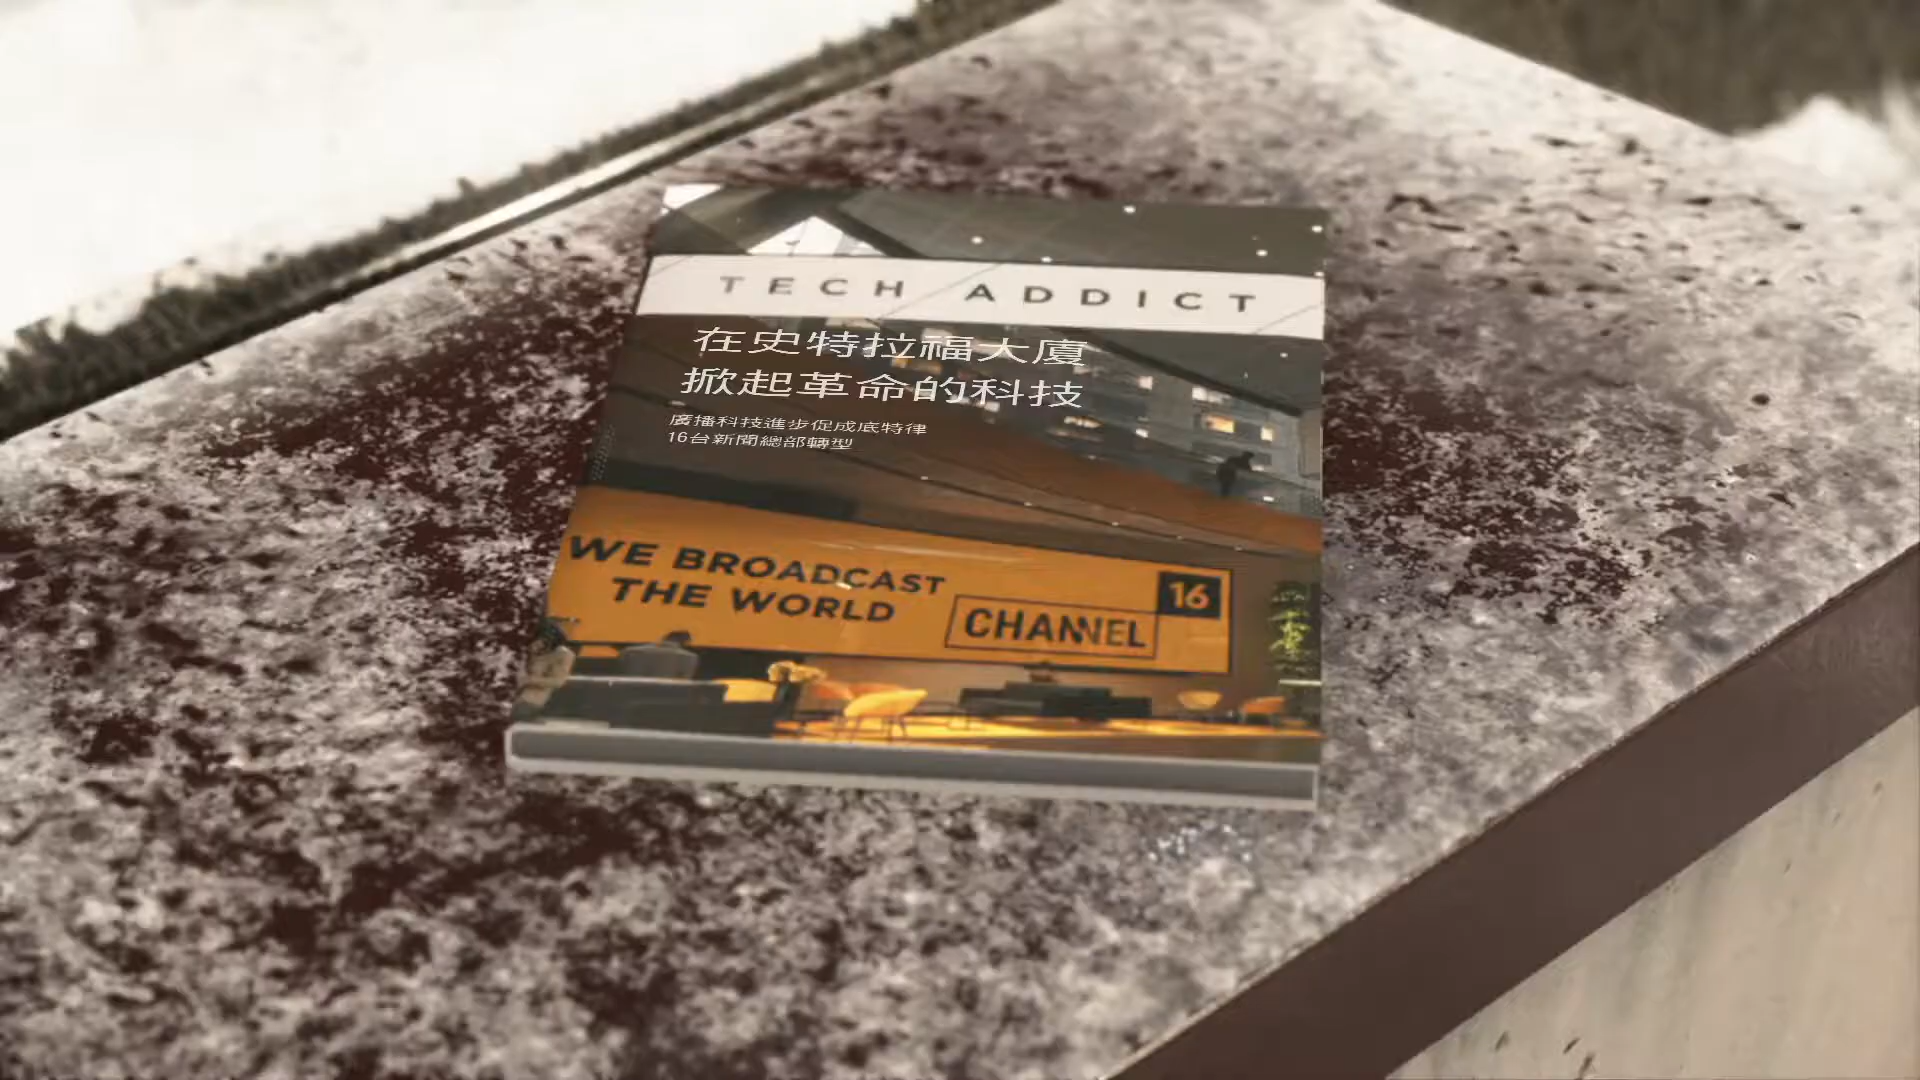 TECH ADDICT
在史特拉福大廈
掀起革命的科技
廣播科技進步促成底特律
16台新聞總部轉型
WE BROADCAST
THE WORLD
16
CHANNEL